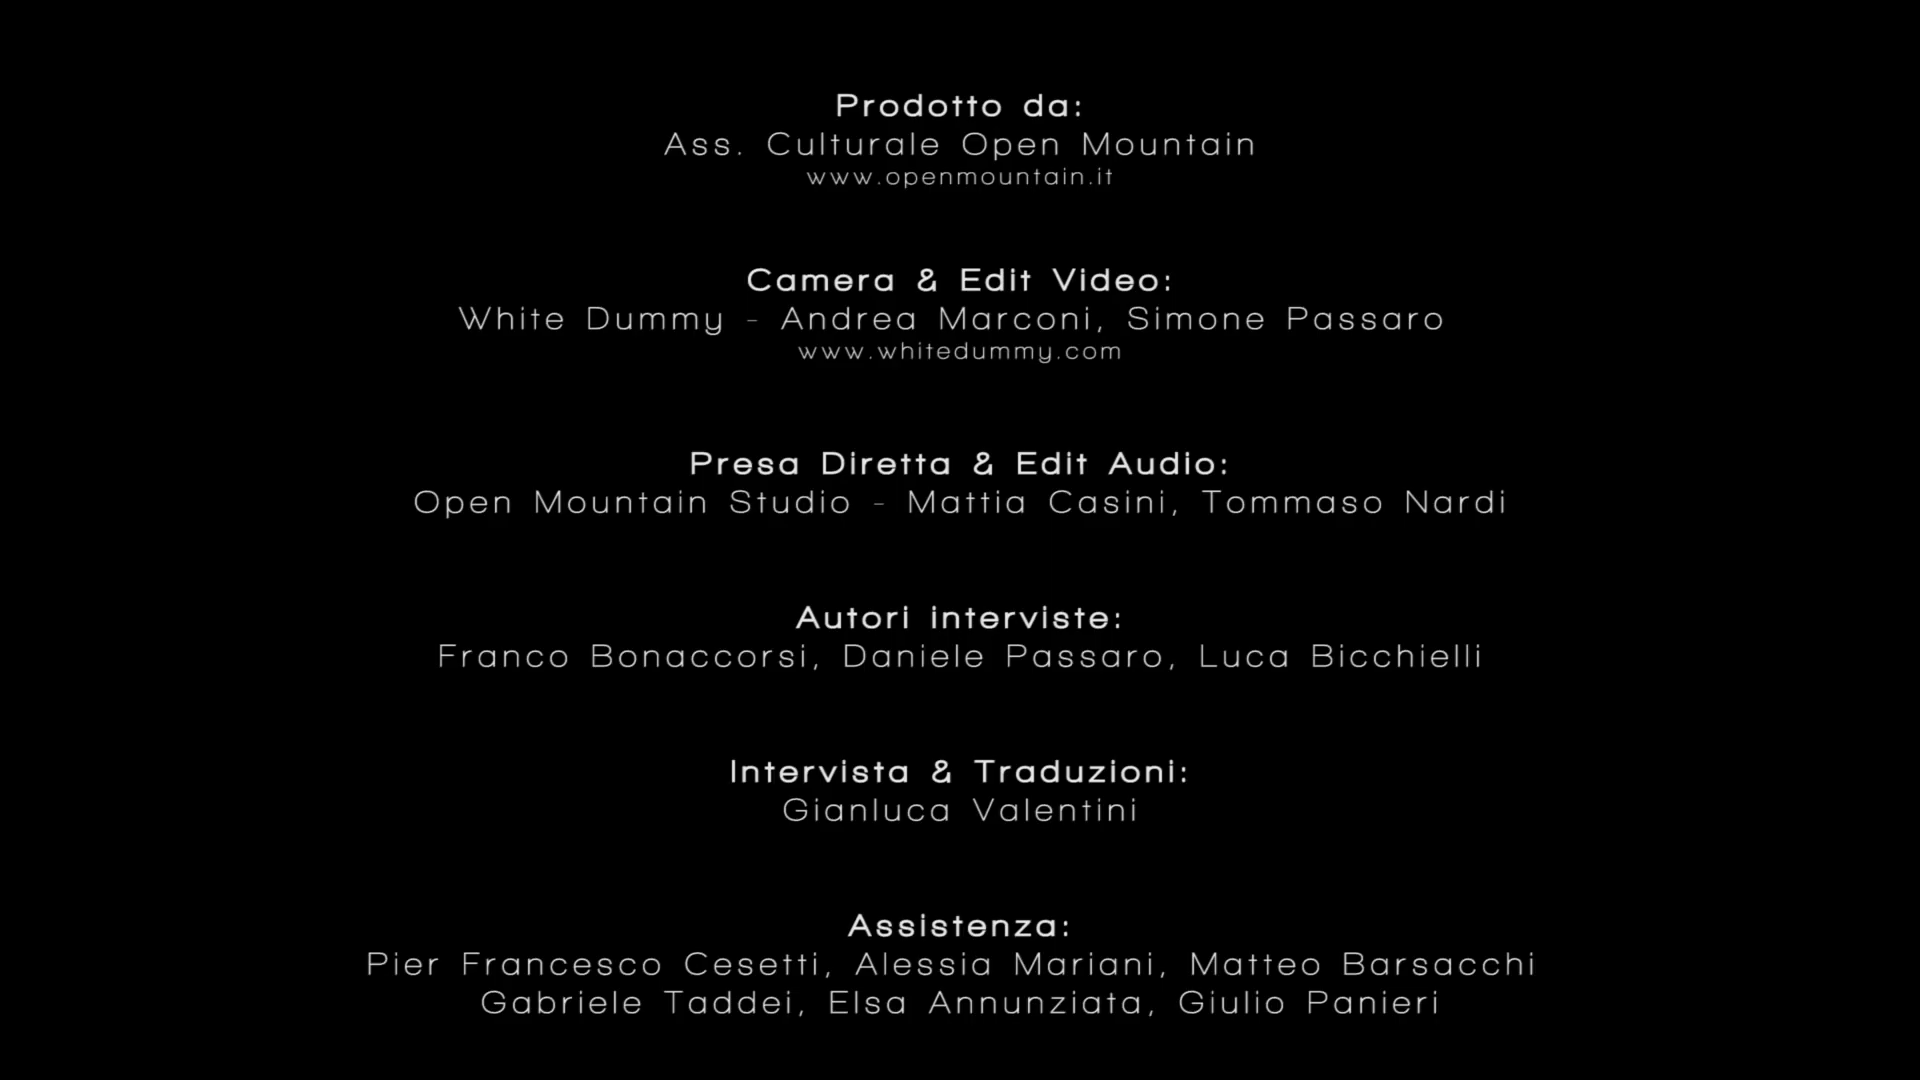 Prodotto da:
Ass. Culturale Open Mountain
www.openmountain.it
Camera & Edit Video:
White Dummy - Andrea Marconi, Simone Passaro
www.whitedummy.com
Presa Diretta & Edit Audio:
Open Mountain Studio - Mattia Casini, Tommaso Nardi
Autori interviste:
Franco Bonaccorsi, Daniele Passaro, Luca Bicchielli
Intervista & Traduzioni:
Gianluca Valentini
Assistenza:
Pier Francesco Cesetti, Alessia Mariani, Matteo Barsacchi
Gabriele Taddei, Elsa Annunziata, Giulio Panieri